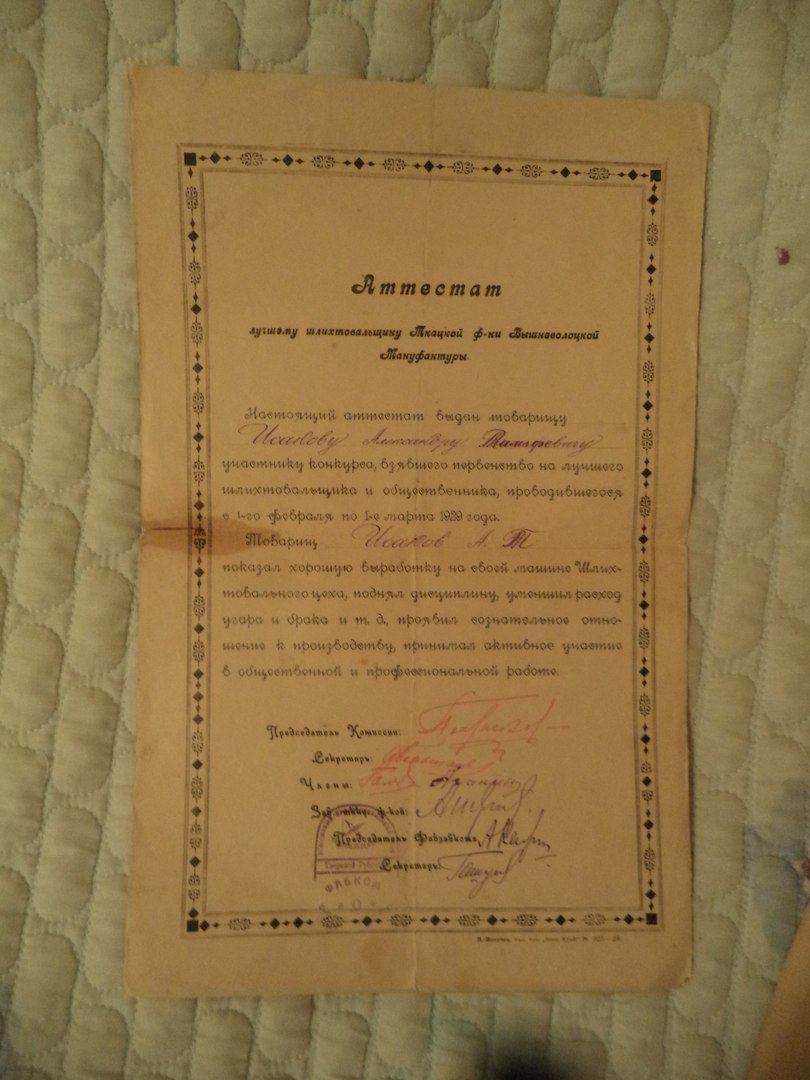 Аттестат
лучшему шлихтовальщику Ткацкой ф-ки Вышневолоцкой
Мануфактуры.
Настоящий аттестат выдан товарищу
Исакову Александру
участнику конкурса, взявшего первенство на лучшего
шлихтовальщика и общественника, проводившегося
с 1-го февраля по 1-е марта 1929 года.
Товарищ Исаков А. Т
показал хорошую выработку на своей машине Шлих-
товального цеха, поднял дисциплину, уменьшил расход
угара и брака и т. д., проявил сознательное отно-
шение к производству, принимал активное участие
в общественной и профессиональной работе.
Председатель Комиссии:
Секретарь:
Члены:
Зав. ф-кой:
Председатель Фабзавкома
Секретарь:
ФАБКОМ